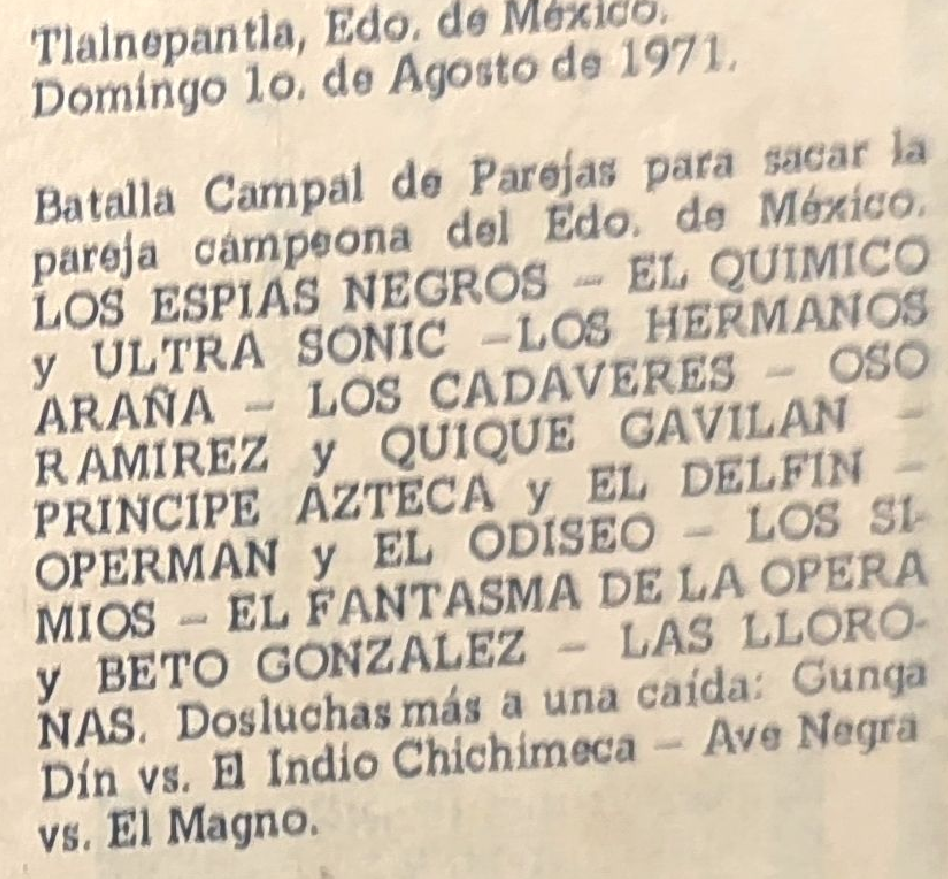 Tlalnepantla, Edo. de México.
Domingo 1o. de Agosto de 1971.
Batalla Campal de Parejas para sacar la
pareja campeona del Edo. de México.
LOS ESPIAS NEGROS – EL QUIMICO
y ULTRA SONIC –LOS HERMANOS
ARAÑA – LOS CADAVERES – OSO
RAMIREZ y QUIQUE GAVILAN –
PRINCIPE AZTECA y EL DELFIN –
OPERMAN y EL ODISEO – LOS SI-
MIOS – EL FANTASMA DE LA OPERA
y BETO GONZALEZ – LAS LLORO-
NAS. Dosluchas más a una caída: Gunga
Dín vs. El Indio Chichimeca – Ave Negra
vs. El Magno.